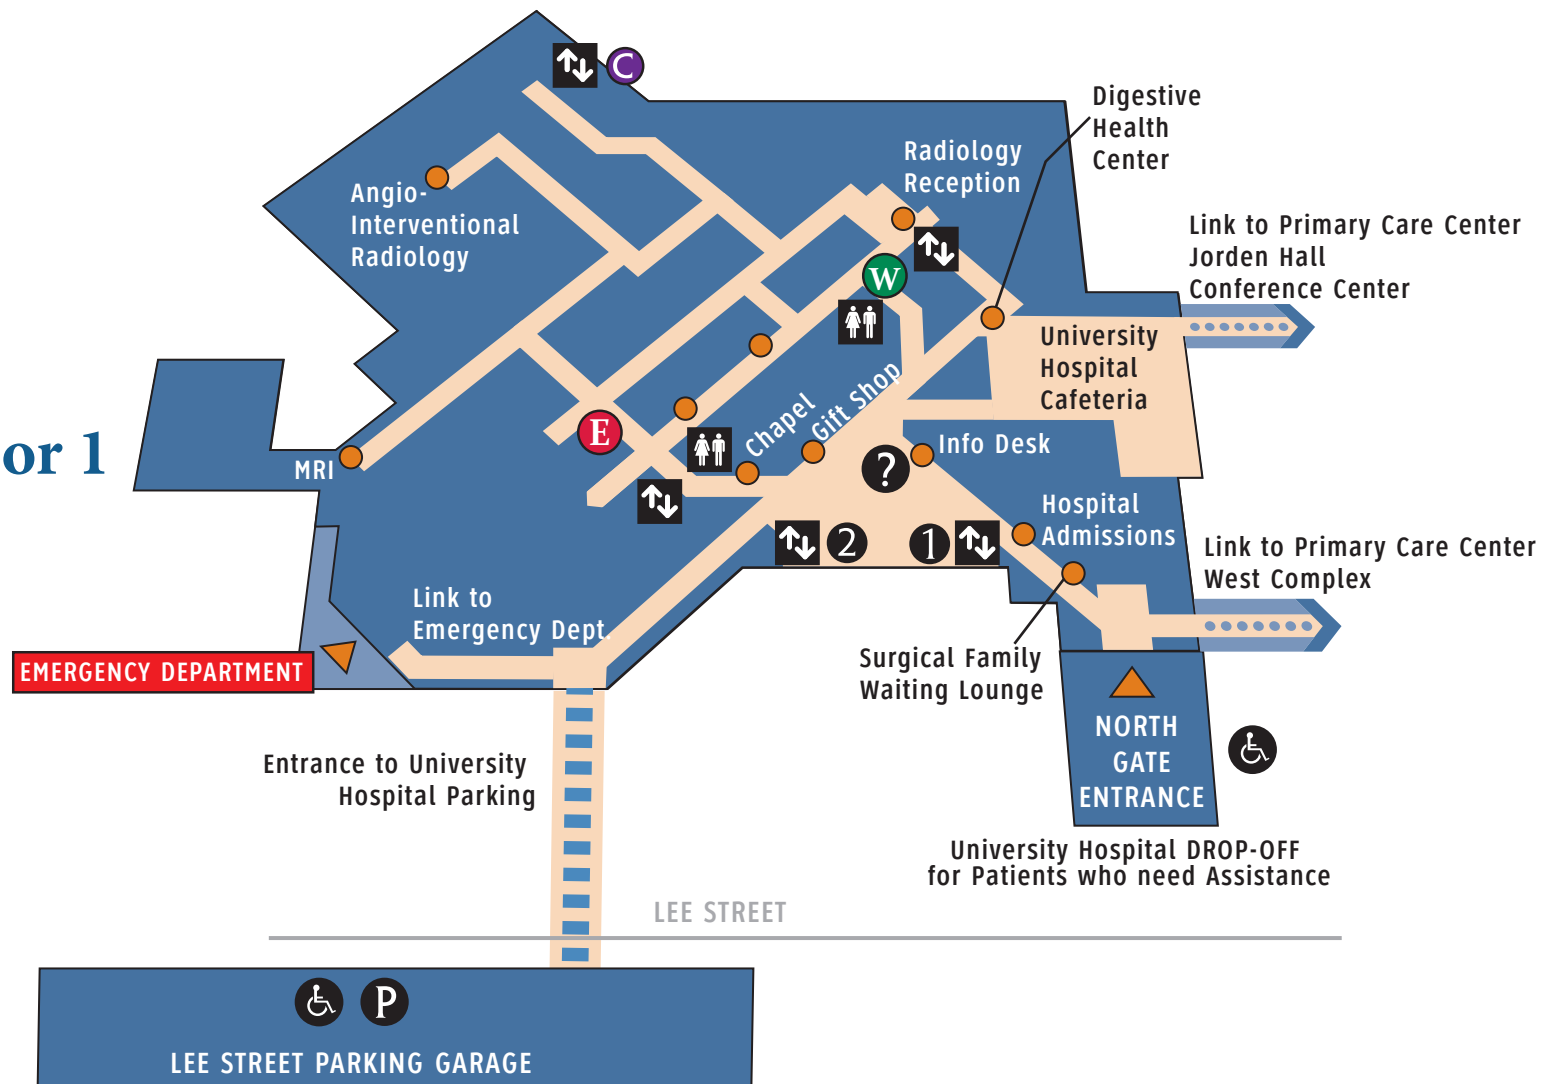 C
Digestive
Health
Center
Radiology
Reception
Angio-
Interventional
Radiology
Link to Primary Care Center
Jorden Hall
Conference Center
W
University
Hospital
Cafeteria
Chapel
Gift Shop
E
or 1
MRI
Info Desk
?
Hospital
Admissions
2
1
Link to Primary Care Center
West Complex
Link to
Emergency Dept.
EMERGENCY DEPARTMENT
Surgical Family
Waiting Lounge
NORTH
GATE
ENTRANCE
Entrance to University
Hospital Parking
University Hospital DROP-OFF
for Patients who need Assistance
LEE STREET
P
LEE STREET PARKING GARAGE